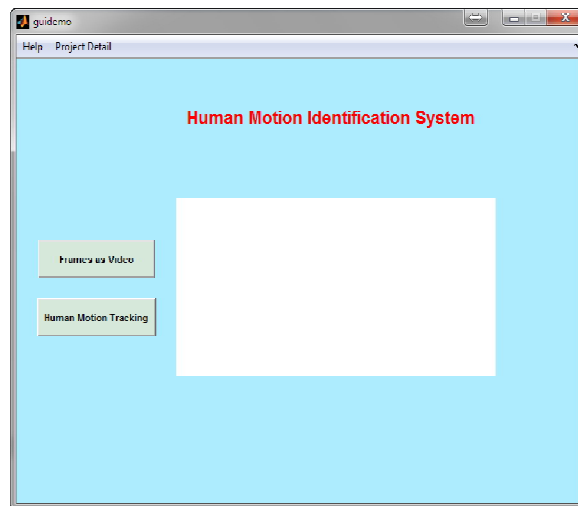 guidemo
Help Project Detail
Human Motion Identification System
Frames as Video
Human Motion Tracking